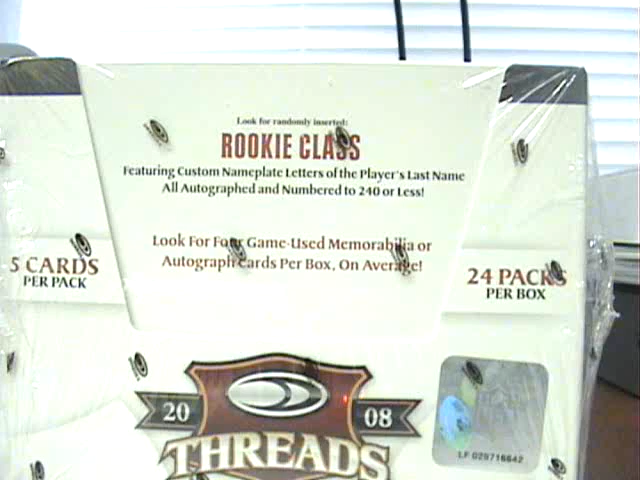 Look for randomly inserted:
ROOKIE CLASS
Featuring Custom Nameplate Letters of the Player's Last Name
All Autographed and Numbered to 240 or Less!
Look For Four Game-Used Memorabilia or
Autograph Cards Per Box, On Average!
5 CARDS
PER PACK
24 PACKS
PER BOX
20 08
THREADS
LF 029716642